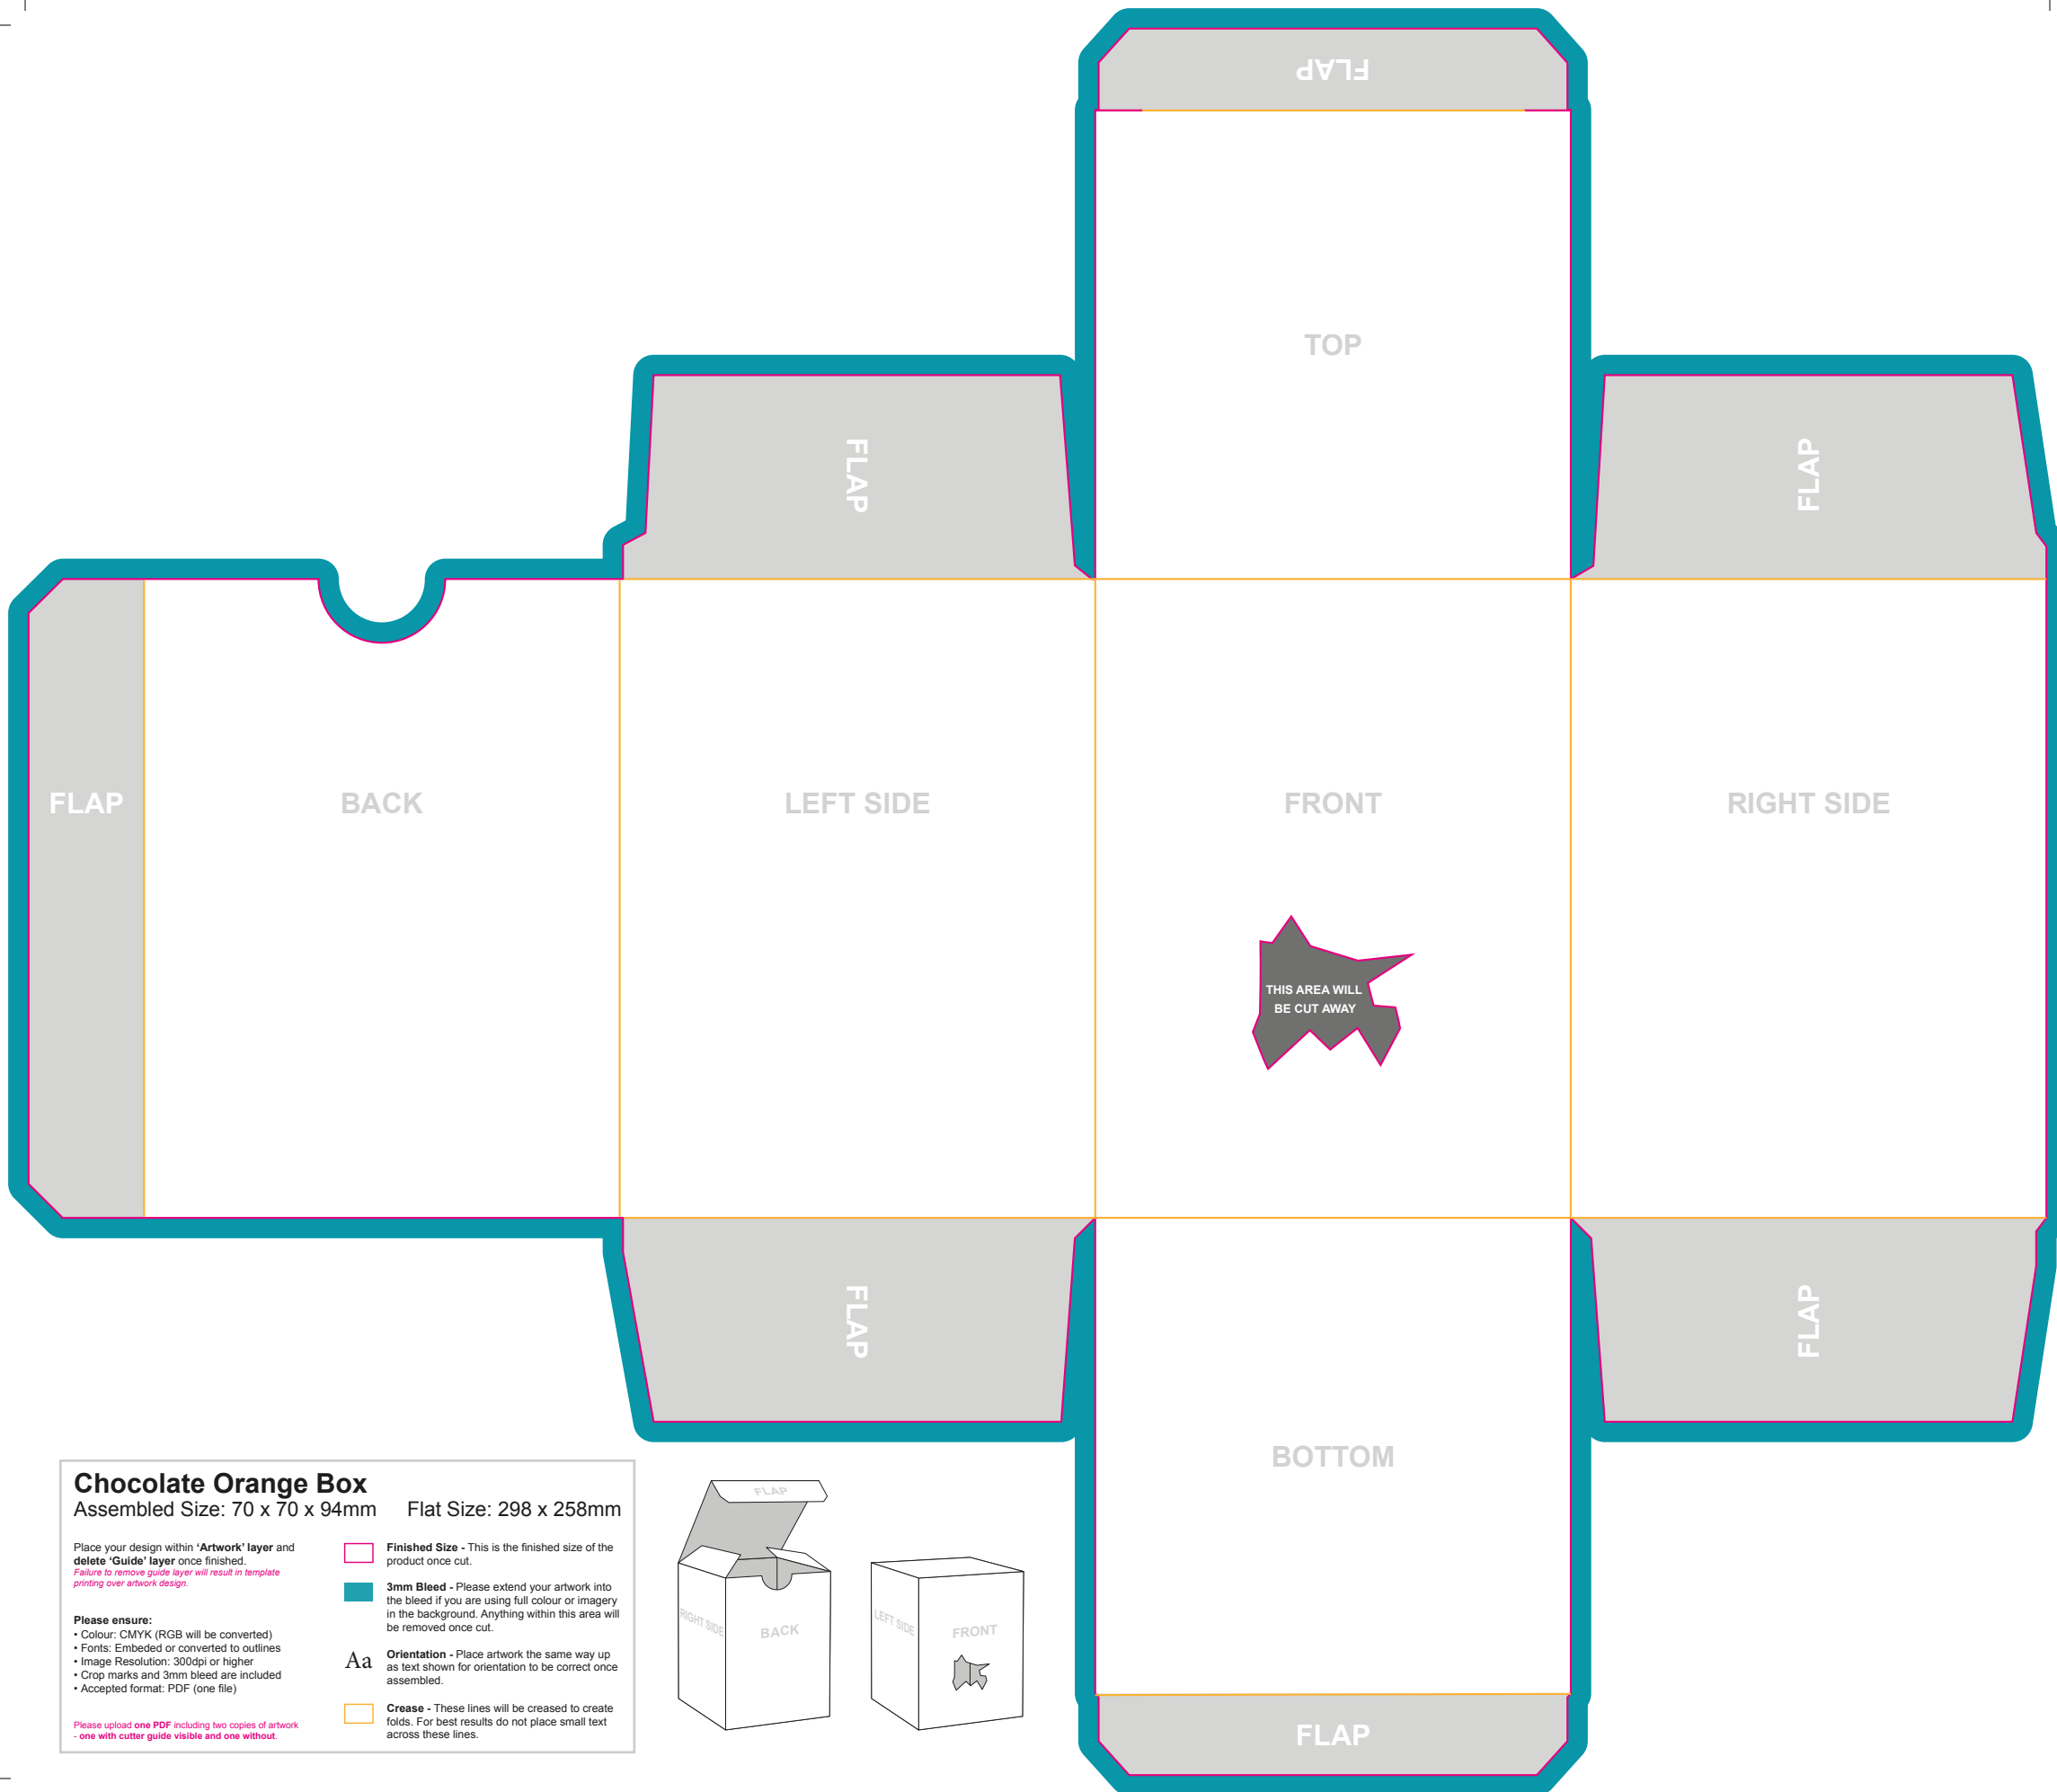 FLAP
TOP
FLAP
FLAP
FLAP
BACK
LEFT SIDE
FRONT
RIGHT SIDE
THIS AREA WILL
BE CUT AWAY
FLAP
FLAP
BOTTOM
FLAP
Chocolate Orange Box
Assembled Size: 70 x 70 x 94mm Flat Size: 298 x 258mm
Place your design within ‘Artwork’ layer and
delete ‘Guide’ layer once finished.
Failure to remove guide layer will result in template
printing over artwork design.
Please ensure:
• Colour: CMYK (RGB will be converted)
• Fonts: Embeded or converted to outlines
• Image Resolution: 300dpi or higher
• Crop marks and 3mm bleed are included
• Accepted format: PDF (one file)
Please upload one PDF including two copies of artwork
- one with cutter guide visible and one without.
Finished Size - This is the finished size of the
product once cut.
3mm Bleed - Please extend your artwork into
the bleed if you are using full colour or imagery
in the background. Anything within this area will
be removed once cut.
Aa
Orientation - Place artwork the same way up
as text shown for orientation to be correct once
assembled.
Crease - These lines will be creased to create
folds. For best results do not place small text
across these lines.
FLAP
RIGHT SIDE
BACK
LEFT SIDE
FRONT